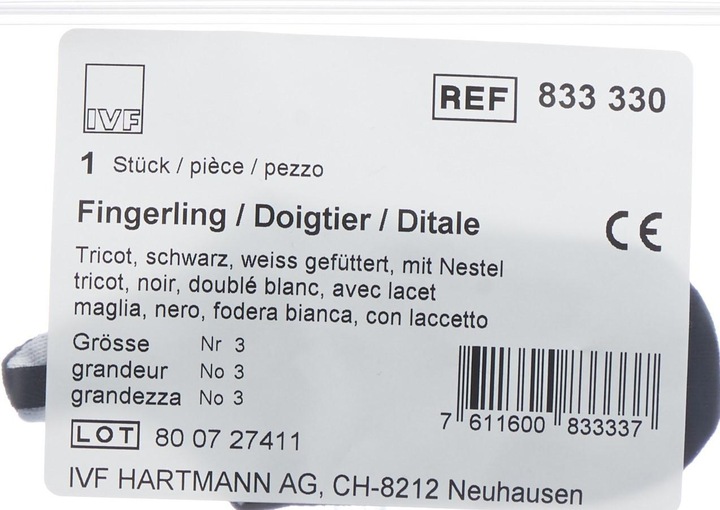 IVF
REF 833 330
1 Stück / pièce / pezzo
Fingerling / Doigtier / Ditale
CE
Tricot, schwarz, weiss gefüttert, mit Nestel
tricot, noir, doublé blanc, avec lacet
maglia, nero, fodera bianca, con laccetto
Grösse Nr 3
grandeur No 3
grandezza No 3
7 611600 833337
LOT 80 07 27411
IVF HARTMANN AG, CH-8212 Neuhausen